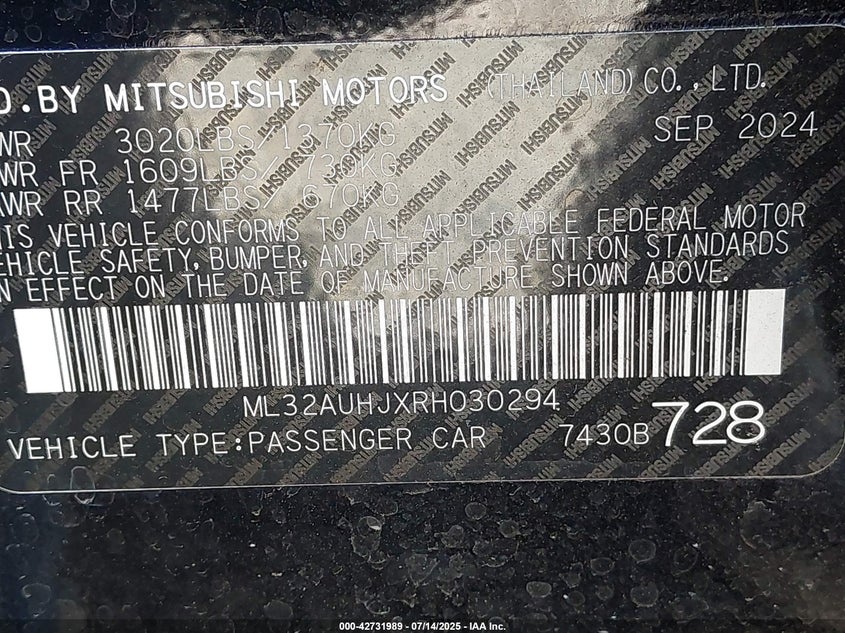 D.BY MITSUBISHI MOTORS (THAILAND)CO.,LTD.
WR 3020LBS/1370KG SEP 2024
WR FR 1609LBS/ 730KG
WR RR 1477LBS/ 670KG
IS VEHICLE CONFORMS TO ALL APPLICABLE FEDERAL MOTOR
EHICLE SAFETY, BUMPER, AND THEFT PREVENTION STANDARDS
N EFFECT ON THE DATE OF MANUFACTURE SHOWN ABOVE.
ML32AUHJXRH030294
VEHICLE TYPE:PASSENGER CAR 7430B 728
000-42731989 - 07/14/2025 - IAA Inc.